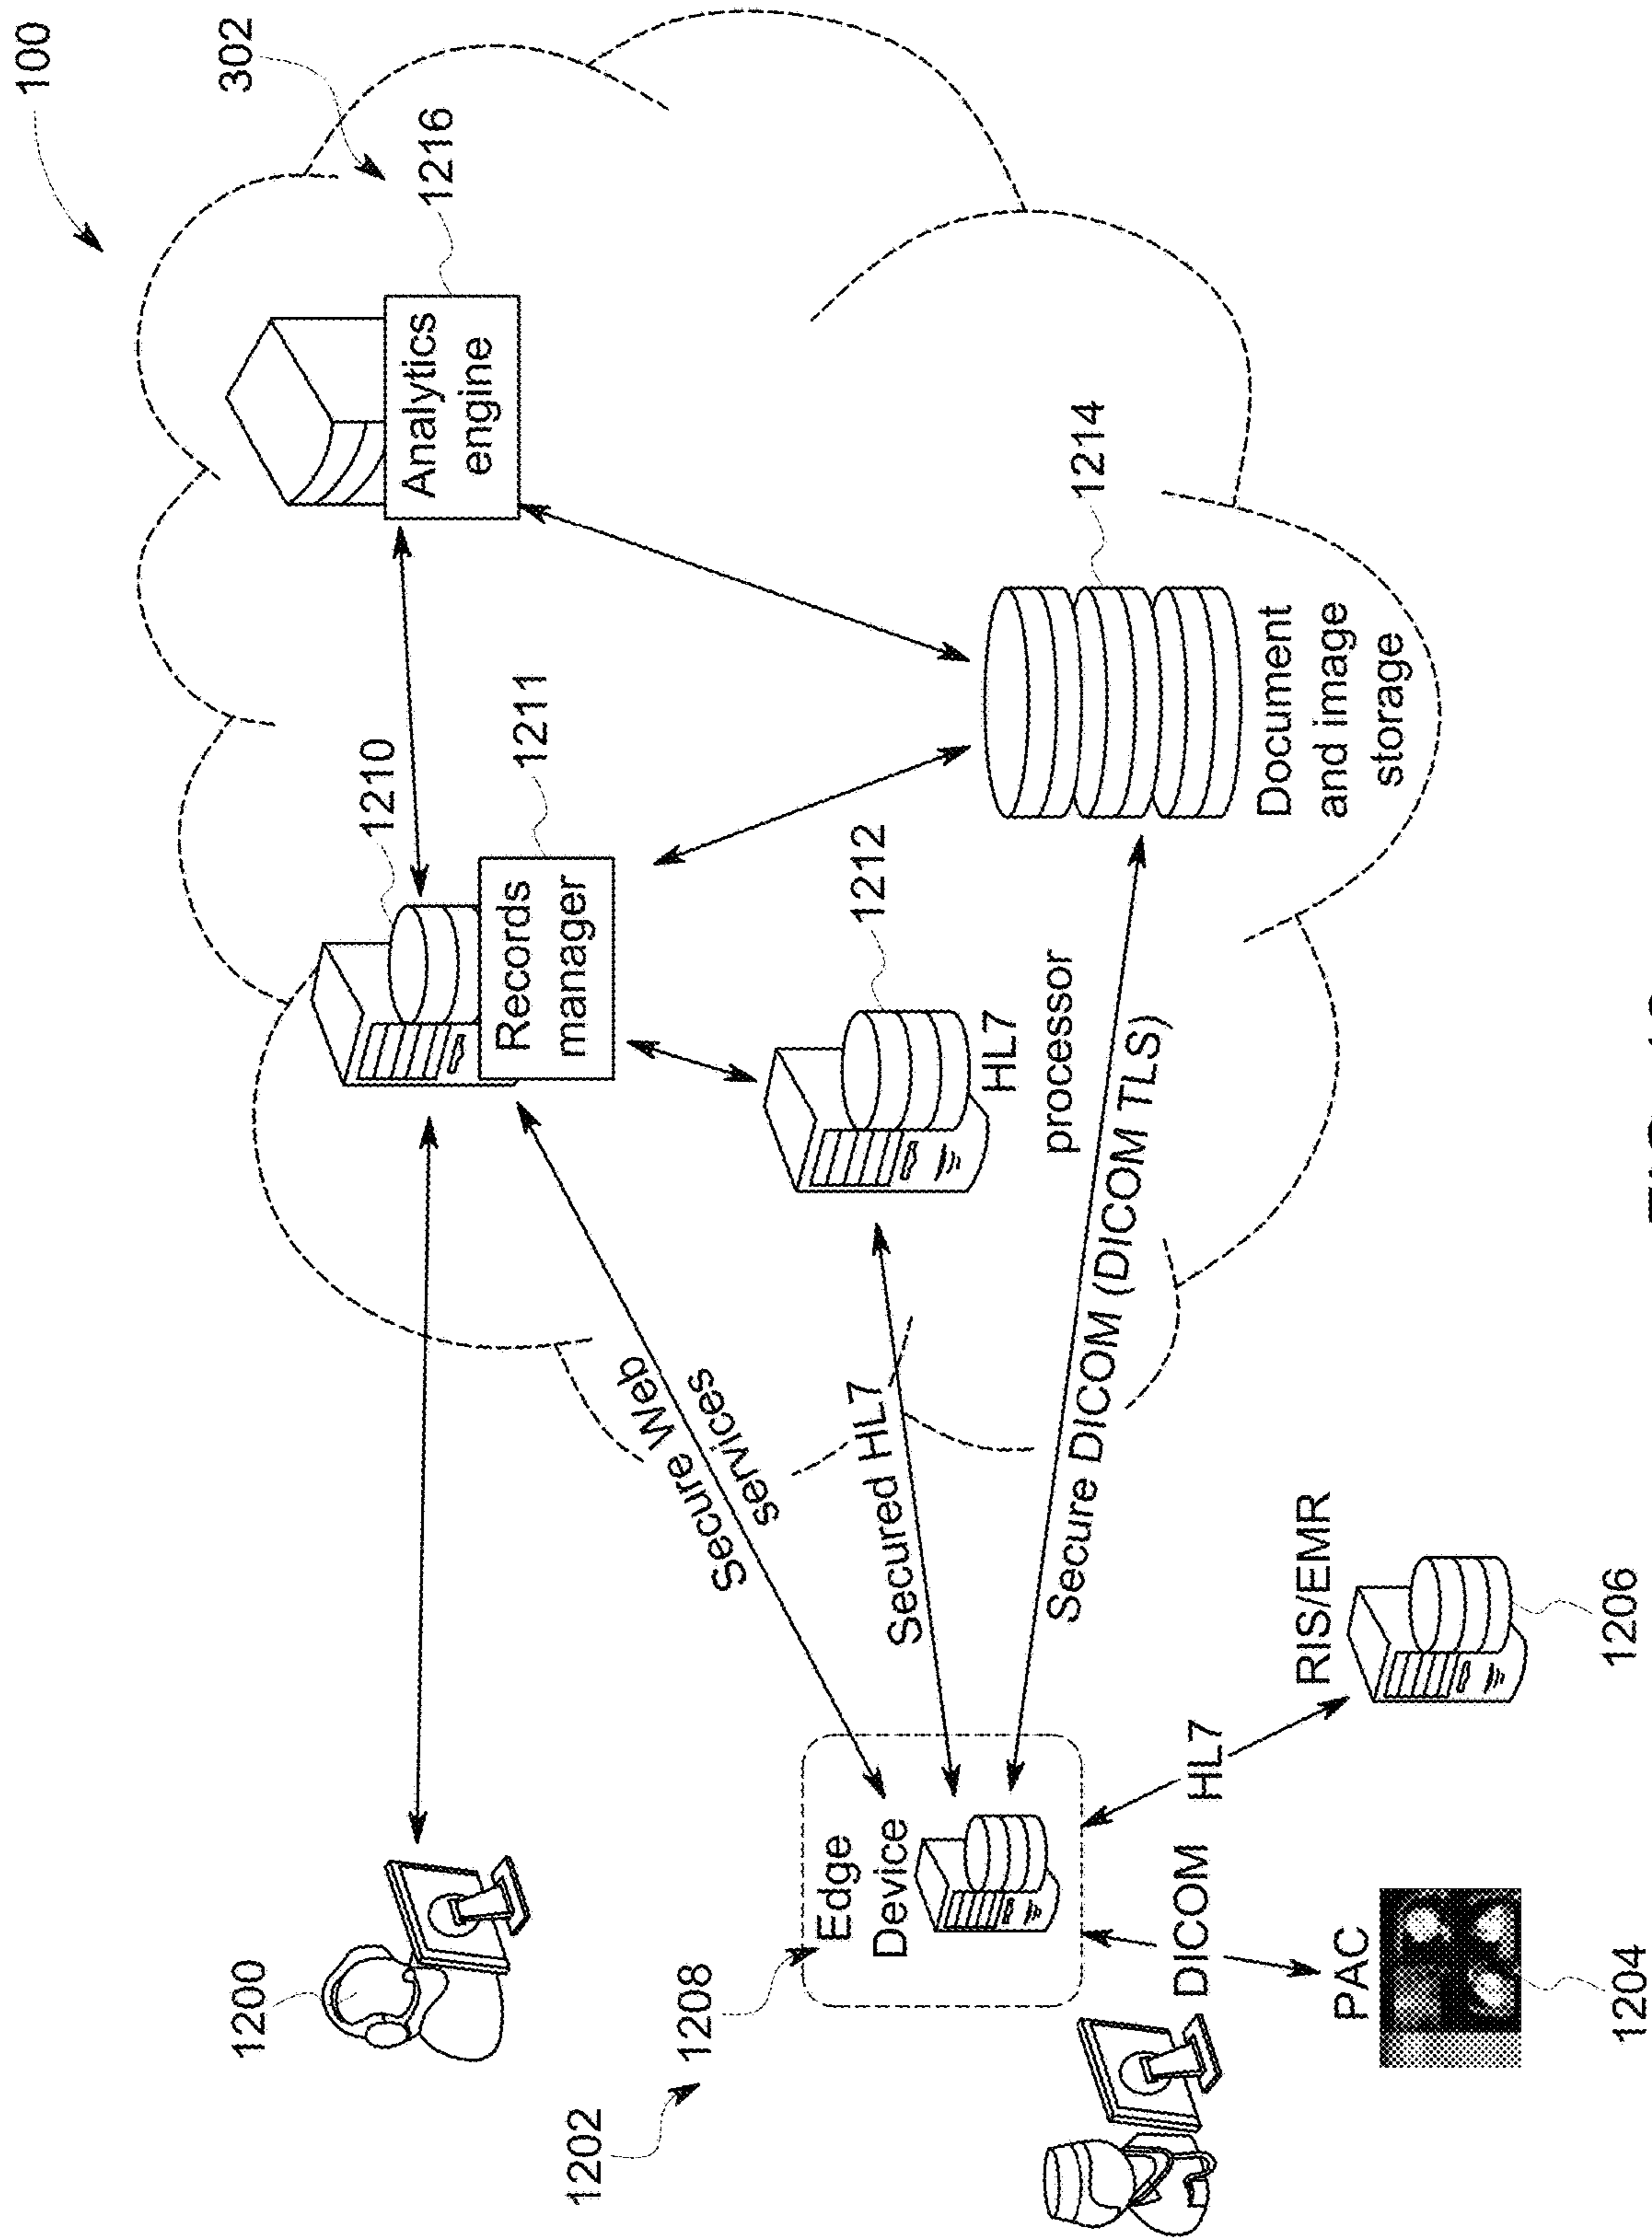 100
302
1216
Analytics
engine
1210
1211
Records
manager
1200
1212
HL7
processor
1214
Document
and image
storage
Secure Web
services
Secured HL7
Secure DICOM (DICOM TLS)
1202
1208
Edge
Device
DICOM
HL7
RIS/EMR
1206
PAC
1204